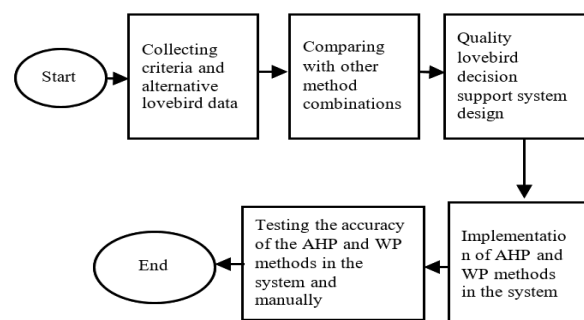 Start
Collecting
criteria and
alternative
lovebird data
Comparing
with other
method
combinations
Quality
lovebird
decision
support system
design
Implementatio
n of AHP and
WP methods
in the system
Testing the accuracy
of the AHP and WP
methods in the
system and
manually
End